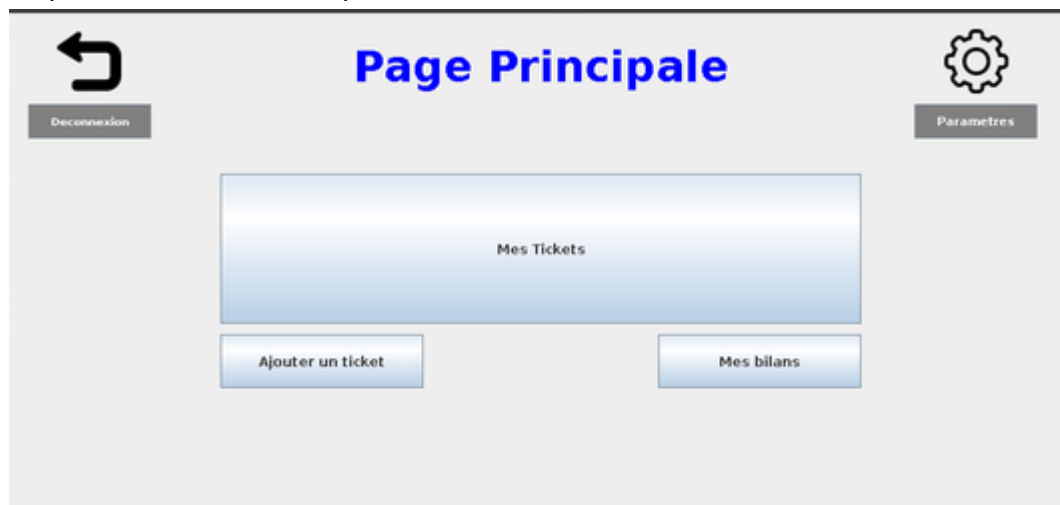 Page Principale
Deconnexion
Parametres
Mes Tickets
Ajouter un ticket
Mes bilans